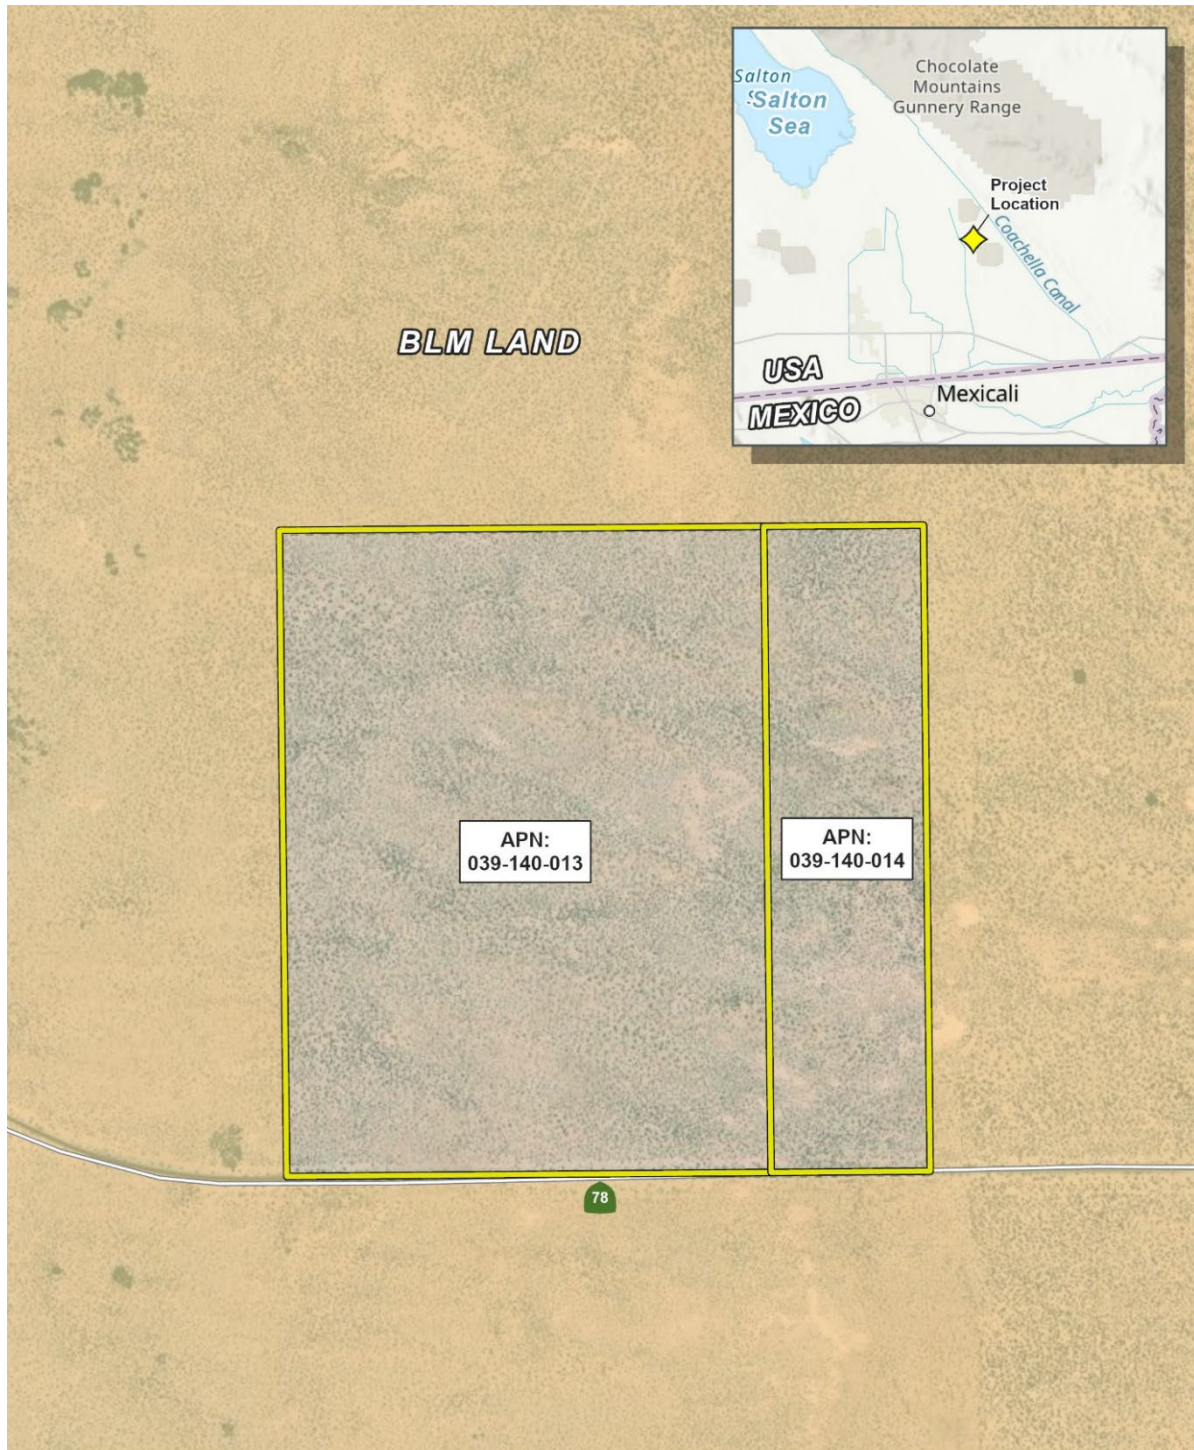 Chocolate
Mountains
Gunnery Range
Salton
Salton
Sea
Project
Location
Coachella Canal
USA
MEXICO
Mexicali
BLM LAND
APN:
039-140-013
APN:
039-140-014
78